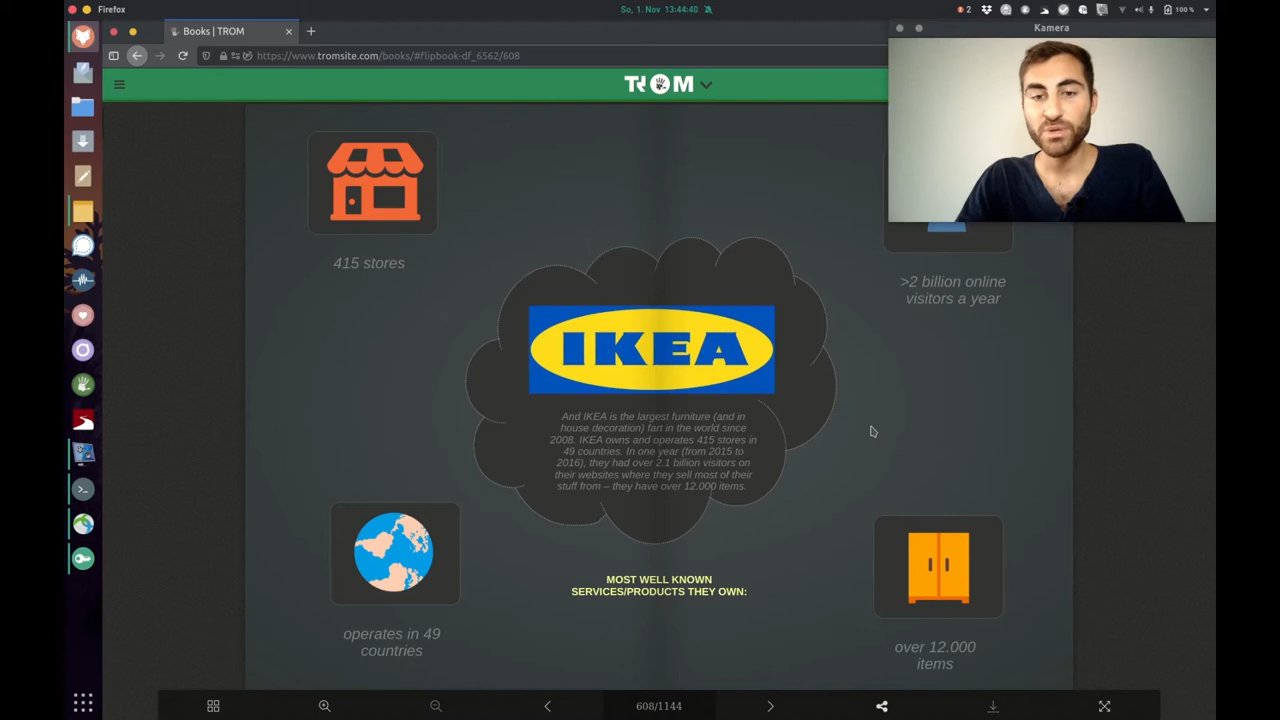 Firefox
So, 1. Nov 13:44:40
2
100 %
Books | TROM
https://www.tromsite.com/books/#flipbook-df_6562/608
Kamera
TROM
415 stores
>2 billion online
visitors a year
IKEA
And IKEA is the largest furniture (and in
house decoration) fart in the world since
2008. IKEA owns and operates 415 stores in
49 countries. In one year (from 2015 to
2016), they had over 2.1 billion visitors on
their websites where they sell most of their
stuff from – they have over 12.000 items.
MOST WELL KNOWN
SERVICES/PRODUCTS THEY OWN:
operates in 49
countries
over 12.000
items
608/1144